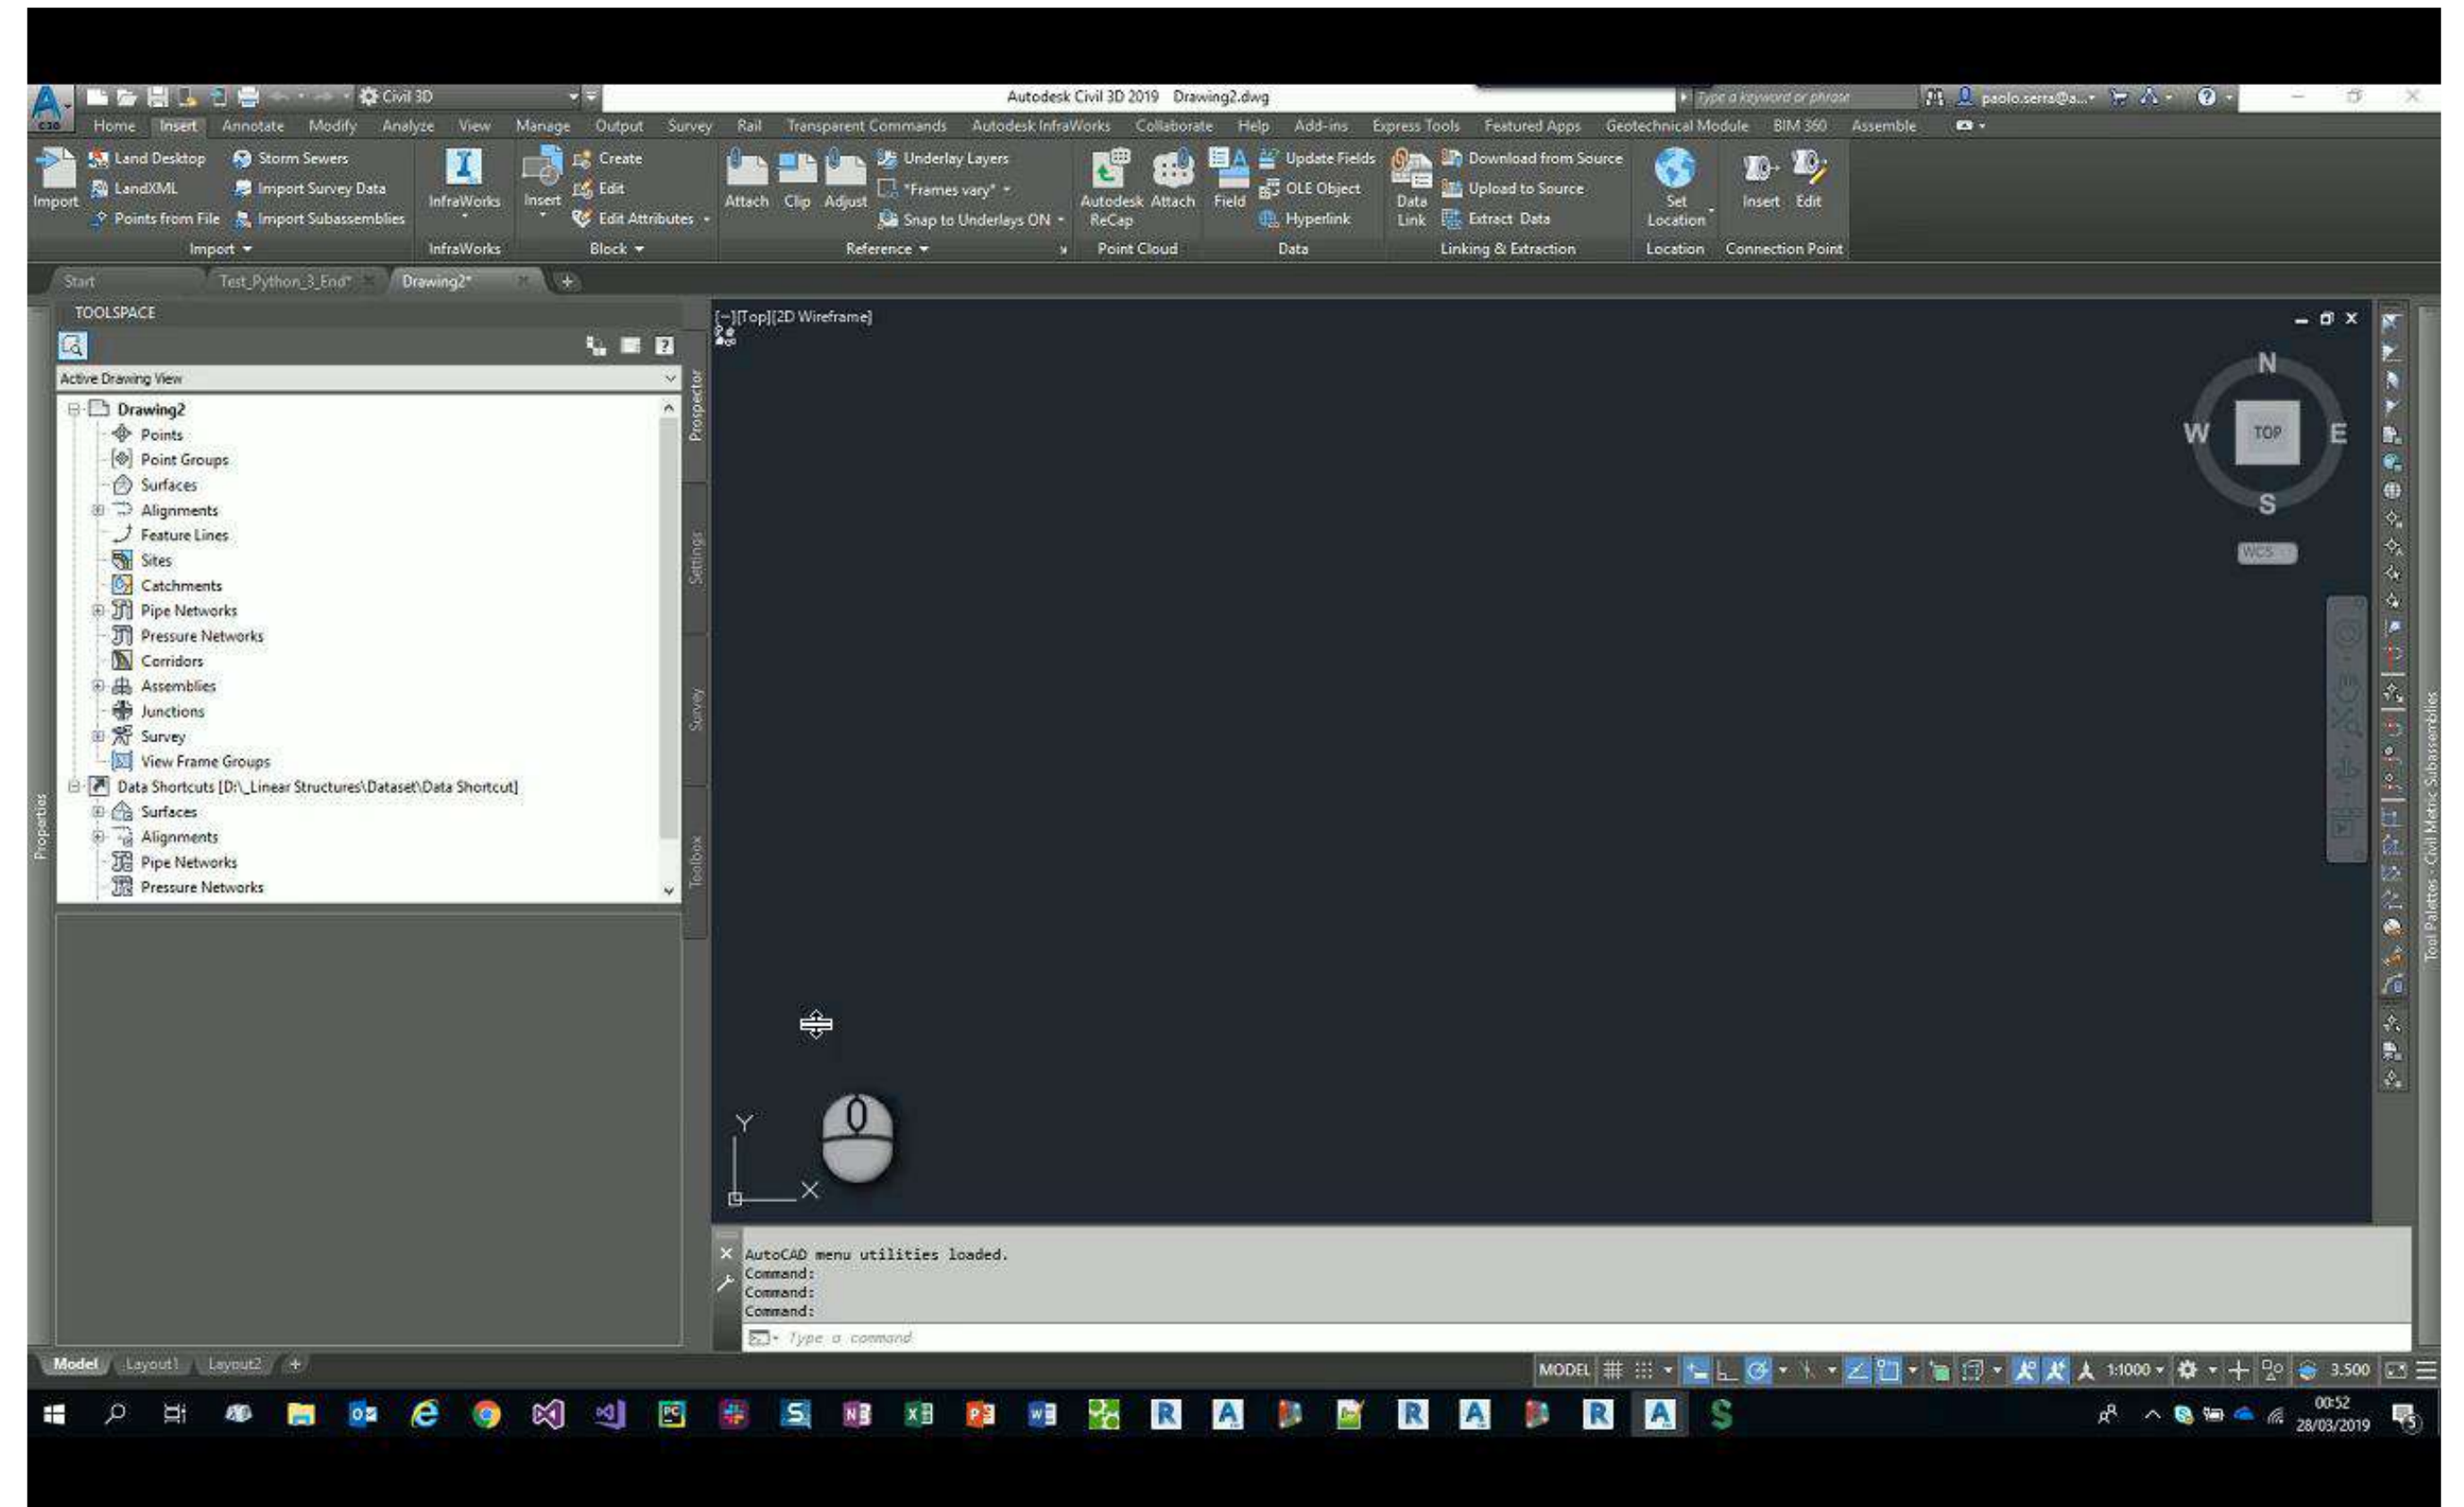 Civil 3D
Autodesk Civil 3D 2019 Drawing2.dwg
Type a keyword or phrase
paolo.serra@a...
C3D
Home Insert Annotate Modify Analyze View Manage Output Survey Rail Transparent Commands Autodesk InfraWorks Collaborate Help Add-ins Express Tools Featured Apps Geotechnical Module BIM 360 Assemble
Import
Land Desktop
LandXML
Points from File
Storm Sewers
Import Survey Data
Import Subassemblies
Import
InfraWorks
InfraWorks
Insert
Create
Edit
Edit Attributes
Block
Attach
Clip
Adjust
Underlay Layers
*Frames vary*
Snap to Underlays ON
Reference
Autodesk
ReCap
Attach
Point Cloud
Field
Update Fields
OLE Object
Hyperlink
Data
Data
Link
Download from Source
Upload to Source
Extract Data
Linking & Extraction
Set
Location
Location
Insert
Edit
Connection Point
Start
Test_Python_3_End*
Drawing2*
TOOLSPACE
Active Drawing View
Drawing2
Points
Point Groups
Surfaces
Alignments
Feature Lines
Sites
Catchments
Pipe Networks
Pressure Networks
Corridors
Assemblies
Junctions
Survey
View Frame Groups
Data Shortcuts [D:\_Linear Structures\Dataset\Data Shortcut]
Surfaces
Alignments
Pipe Networks
Pressure Networks
Properties
Prospector
Settings
Survey
Toolbox
[−][Top][2D Wireframe]
N
W
TOP
E
S
WCS
Tool Palettes - Civil Metric Subassemblies
Y
X
AutoCAD menu utilities loaded.
Command:
Command:
Command:
Type a command
Model
Layout1
Layout2
MODEL
1:1000
3.500
00:52
28/03/2019